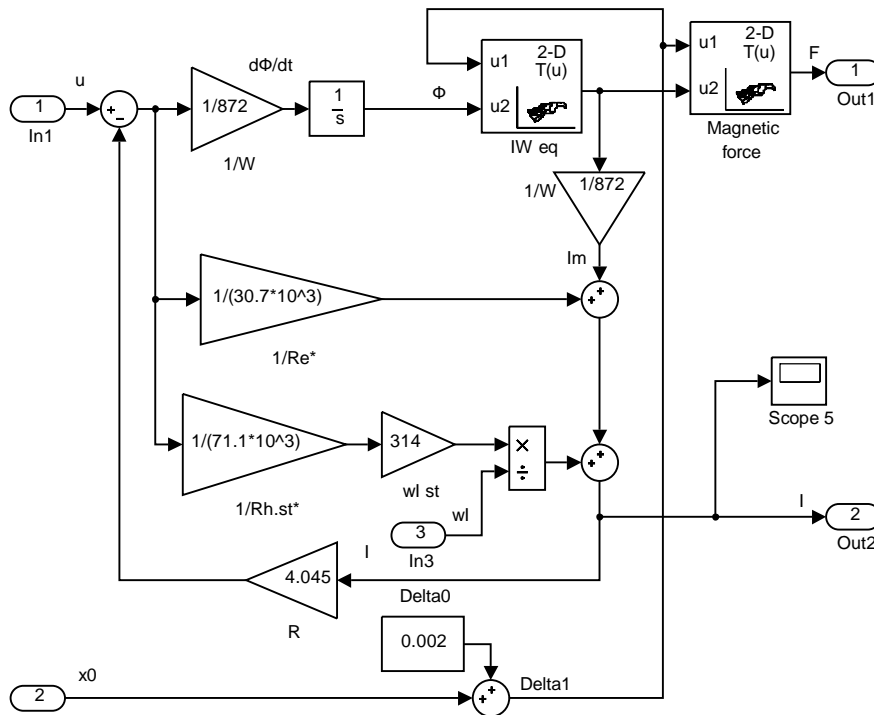 2-D
T(u)
u1
u2
IW eq
2-D
T(u)
u1
u2
Magnetic
force
F
1
Out1
u
1
In1
+
−
dΦ/dt
1/872
1/W
1
s
Φ
1/W
1/872
Im
+
+
1/(30.7*10^3)
1/Re*
Scope 5
1/(71.1*10^3)
1/Rh.st*
314
wI st
×
÷
+
+
wI
3
In3
I
2
Out2
I
4.045
R
Delta0
0.002
x0
2
+
+
Delta1